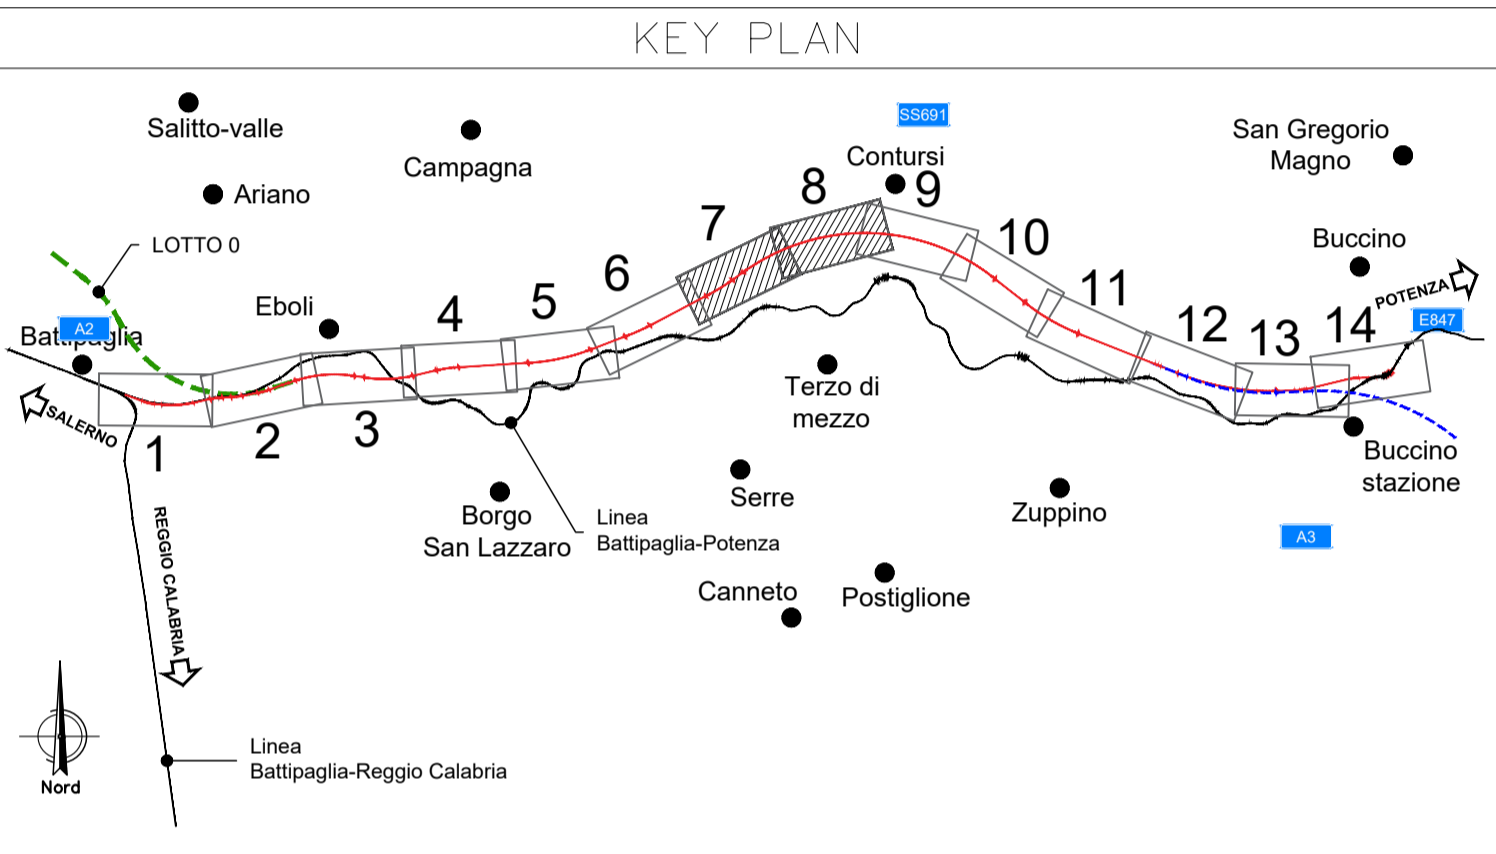 KEY PLAN
SS691
Salitto-valle
Campagna
Contursi
San Gregorio
Magno
Ariano
LOTTO 0
Eboli
Buccino
POTENZA
E847
Battipaglia
A2
SALERNO
1
2
3
4
5
6
7
8
9
10
11
12
13
14
Terzo di
mezzo
Buccino
stazione
Serre
Zuppino
Borgo
San Lazzaro
Linea
Battipaglia-Potenza
A3
REGGIO CALABRIA
Canneto
Postiglione
Linea
Battipaglia-Reggio Calabria
Nord